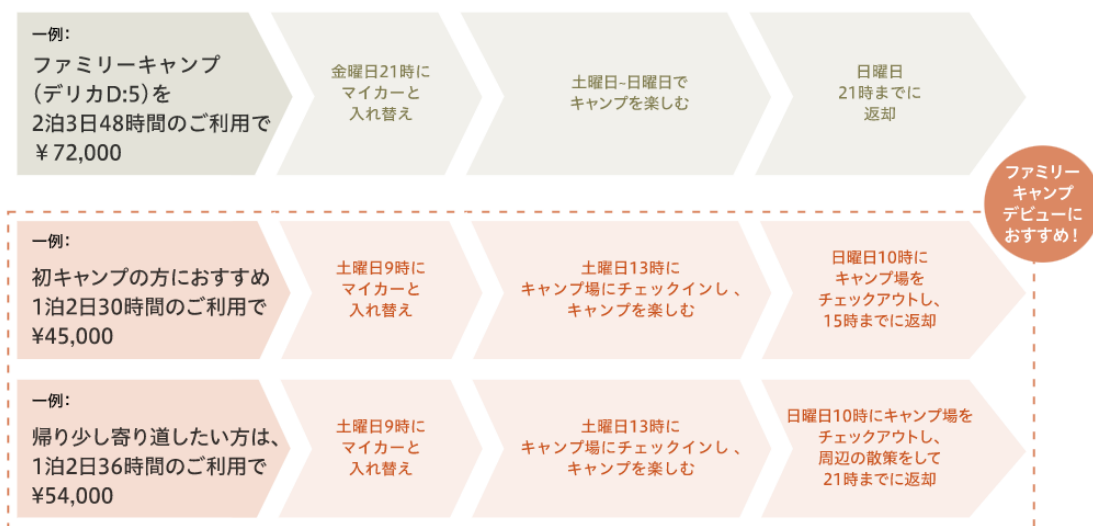 一例：
ファミリーキャンプ
（デリカD:5）を
2泊3日48時間のご利用で
¥72,000
金曜日21時に
マイカーと
入れ替え
土曜日~日曜日で
キャンプを楽しむ
日曜日
21時までに
返却
ファミリー
キャンプ
デビューに
おすすめ！
一例：
初キャンプの方におすすめ
1泊2日30時間のご利用で
¥45,000
土曜日9時に
マイカーと
入れ替え
土曜日13時に
キャンプ場にチェックインし、
キャンプを楽しむ
日曜日10時に
キャンプ場を
チェックアウトし、
15時までに返却
一例：
帰り少し寄り道したい方は、
1泊2日36時間のご利用で
¥54,000
土曜日9時に
マイカーと
入れ替え
土曜日13時に
キャンプ場にチェックインし、
キャンプを楽しむ
日曜日10時にキャンプ場を
チェックアウトし、
周辺の散策をして
21時までに返却